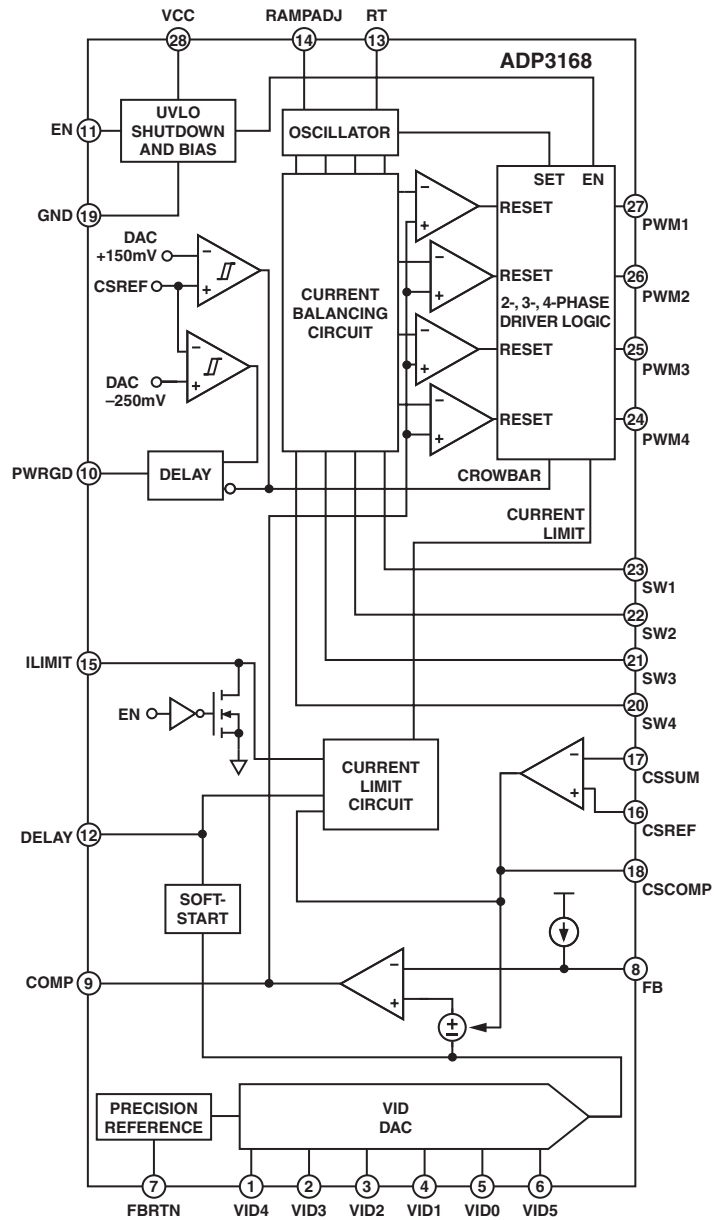 VCC
RAMPADJ
RT
28
14
13
ADP3168
EN
11
UVLO
SHUTDOWN
AND BIAS
OSCILLATOR
SET
EN
GND
19
RESET
27
PWM1
DAC
+150mV
CSREF
CURRENT
BALANCING
CIRCUIT
RESET
26
PWM2
2-, 3-, 4-PHASE
DRIVER LOGIC
RESET
25
PWM3
DAC
–250mV
RESET
24
PWM4
PWRGD
10
DELAY
CROWBAR
CURRENT
LIMIT
23
SW1
22
SW2
ILIMIT
15
21
SW3
EN
20
SW4
CURRENT
LIMIT
CIRCUIT
17
CSSUM
16
CSREF
DELAY
12
18
CSCOMP
SOFT-
START
COMP
9
8
FB
PRECISION
REFERENCE
VID
DAC
7
1
2
3
4
5
6
FBRTN
VID4
VID3
VID2
VID1
VID0
VID5